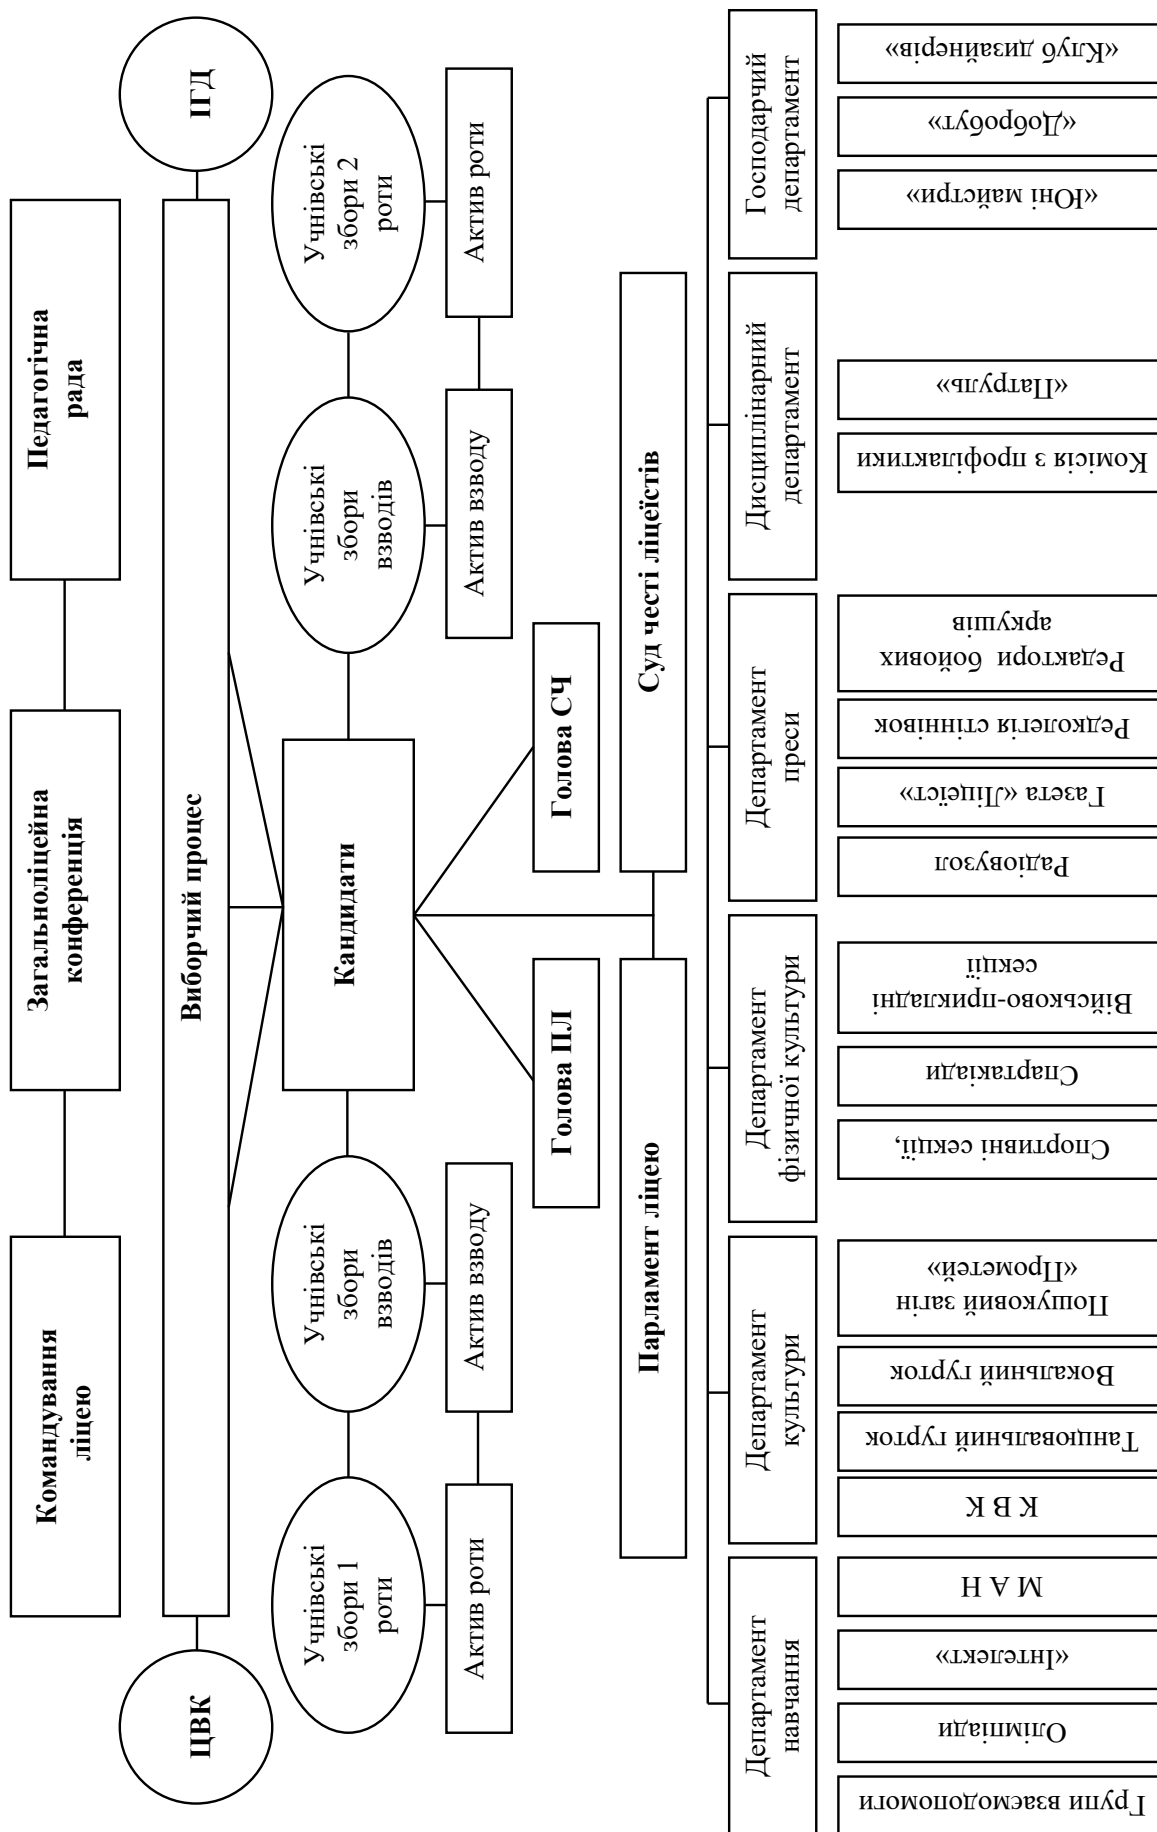 Командування
ліцею
Загальноліцейна
конференція
Педагогічна
рада
ЦВК
Виборчий процес
ІГД
Учнівські
збори 1
роти
Учнівські
збори
взводів
Кандидати
Учнівські
збори
взводів
Учнівські
збори 2
роти
Актив роти
Актив взводу
Актив взводу
Актив роти
Голова ПЛ
Голова СЧ
Парламент ліцею
Суд честі ліцеїстів
Департамент
навчання
Департамент
культури
Департамент
фізичної культури
Департамент
преси
Дисциплінарний
департамент
Господарчий
департамент
Групи взаємодопомоги
Олімпіади
«Інтелект»
М А Н
К В К
Танцювальний гурток
Вокальний гурток
Пошуковий загін
«Прометей»
Спортивні секції,
Спартакіади
Військово-прикладні
секції
Радіовузол
Газета «Ліцеїст»
Редколегія стіннівок
Редактори бойових
аркушів
Комісія з профілактики
«Патруль»
«Юні майстри»
«Добробут»
«Клуб дизайнерів»